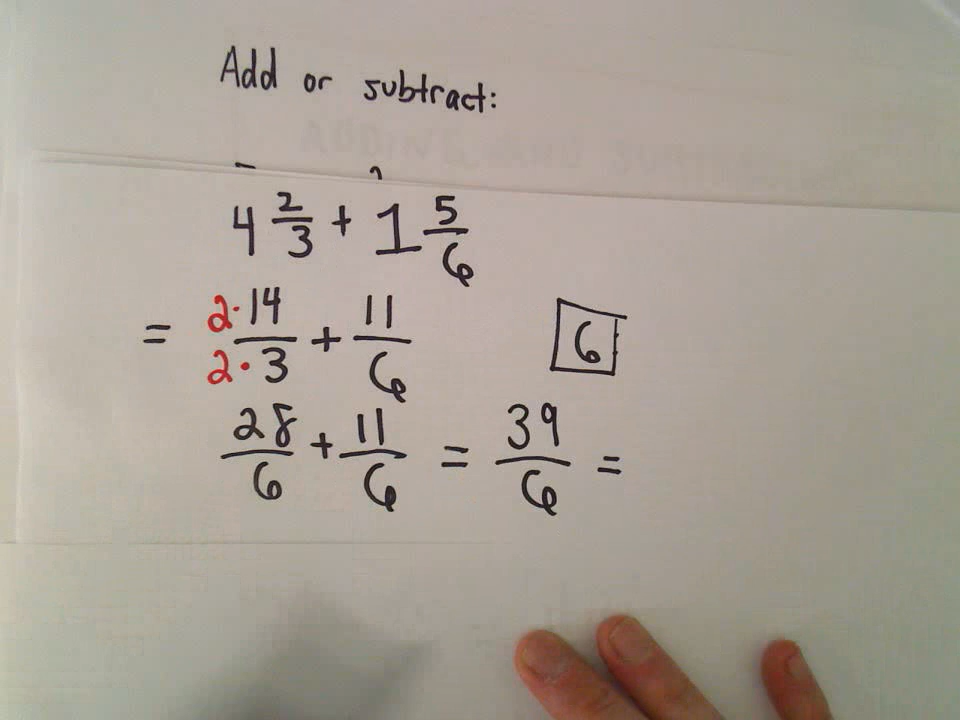 Add or subtract:
4 2/3 + 1 5/6
= 2·14/2·3 + 11/6
6
28/6 + 11/6 = 39/6 =